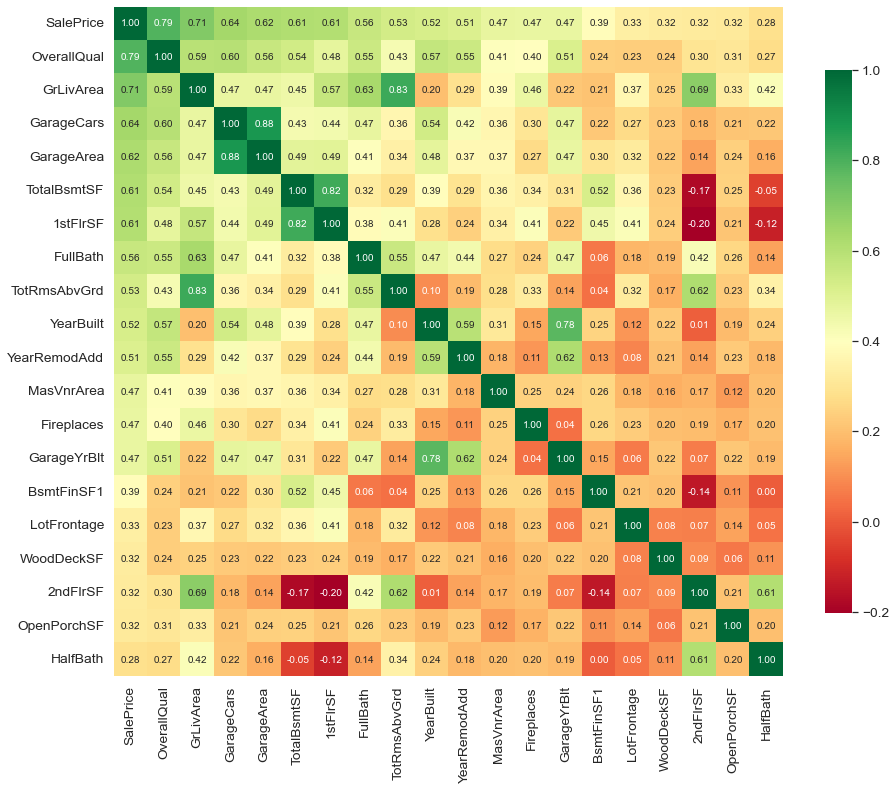 SalePrice 1.00 0.79 0.71 0.64 0.62 0.61 0.61 0.56 0.53 0.52 0.51 0.47 0.47 0.47 0.39 0.33 0.32 0.32 0.32 0.28
OverallQual 0.79 1.00 0.59 0.60 0.56 0.54 0.48 0.55 0.43 0.57 0.55 0.41 0.40 0.51 0.24 0.23 0.24 0.30 0.31 0.27
GrLivArea 0.71 0.59 1.00 0.47 0.47 0.45 0.57 0.63 0.83 0.20 0.29 0.39 0.46 0.22 0.21 0.37 0.25 0.69 0.33 0.42
GarageCars 0.64 0.60 0.47 1.00 0.88 0.43 0.44 0.47 0.36 0.54 0.42 0.36 0.30 0.47 0.22 0.27 0.23 0.18 0.21 0.22
GarageArea 0.62 0.56 0.47 0.88 1.00 0.49 0.49 0.41 0.34 0.48 0.37 0.37 0.27 0.47 0.30 0.32 0.22 0.14 0.24 0.16
TotalBsmtSF 0.61 0.54 0.45 0.43 0.49 1.00 0.82 0.32 0.29 0.39 0.29 0.36 0.34 0.31 0.52 0.36 0.23 -0.17 0.25 -0.05
1stFlrSF 0.61 0.48 0.57 0.44 0.49 0.82 1.00 0.38 0.41 0.28 0.24 0.34 0.41 0.22 0.45 0.41 0.24 -0.20 0.21 -0.12
FullBath 0.56 0.55 0.63 0.47 0.41 0.32 0.38 1.00 0.55 0.47 0.44 0.27 0.24 0.47 0.06 0.18 0.19 0.42 0.26 0.14
TotRmsAbvGrd 0.53 0.43 0.83 0.36 0.34 0.29 0.41 0.55 1.00 0.10 0.19 0.28 0.33 0.14 0.04 0.32 0.17 0.62 0.23 0.34
YearBuilt 0.52 0.57 0.20 0.54 0.48 0.39 0.28 0.47 0.10 1.00 0.59 0.31 0.15 0.78 0.25 0.12 0.22 0.01 0.19 0.24
YearRemodAdd 0.51 0.55 0.29 0.42 0.37 0.29 0.24 0.44 0.19 0.59 1.00 0.18 0.11 0.62 0.13 0.08 0.21 0.14 0.23 0.18
MasVnrArea 0.47 0.41 0.39 0.36 0.37 0.36 0.34 0.27 0.28 0.31 0.18 1.00 0.25 0.24 0.26 0.18 0.16 0.17 0.12 0.20
Fireplaces 0.47 0.40 0.46 0.30 0.27 0.34 0.41 0.24 0.33 0.15 0.11 0.25 1.00 0.04 0.26 0.23 0.20 0.19 0.17 0.20
GarageYrBlt 0.47 0.51 0.22 0.47 0.47 0.31 0.22 0.47 0.14 0.78 0.62 0.24 0.04 1.00 0.15 0.06 0.22 0.07 0.22 0.19
BsmtFinSF1 0.39 0.24 0.21 0.22 0.30 0.52 0.45 0.06 0.04 0.25 0.13 0.26 0.26 0.15 1.00 0.21 0.20 -0.14 0.11 0.00
LotFrontage 0.33 0.23 0.37 0.27 0.32 0.36 0.41 0.18 0.32 0.12 0.08 0.18 0.23 0.06 0.21 1.00 0.08 0.07 0.14 0.05
WoodDeckSF 0.32 0.24 0.25 0.23 0.22 0.23 0.24 0.19 0.17 0.22 0.21 0.16 0.20 0.22 0.20 0.08 1.00 0.09 0.06 0.11
2ndFlrSF 0.32 0.30 0.69 0.18 0.14 -0.17 -0.20 0.42 0.62 0.01 0.14 0.17 0.19 0.07 -0.14 0.07 0.09 1.00 0.21 0.61
OpenPorchSF 0.32 0.31 0.33 0.21 0.24 0.25 0.21 0.26 0.23 0.19 0.23 0.12 0.17 0.22 0.11 0.14 0.06 0.21 1.00 0.20
HalfBath 0.28 0.27 0.42 0.22 0.16 -0.05 -0.12 0.14 0.34 0.24 0.18 0.20 0.20 0.19 0.00 0.05 0.11 0.61 0.20 1.00
SalePrice
OverallQual
GrLivArea
GarageCars
GarageArea
TotalBsmtSF
1stFlrSF
FullBath
TotRmsAbvGrd
YearBuilt
YearRemodAdd
MasVnrArea
Fireplaces
GarageYrBlt
BsmtFinSF1
LotFrontage
WoodDeckSF
2ndFlrSF
OpenPorchSF
HalfBath
1.0
0.8
0.6
0.4
0.2
0.0
−0.2